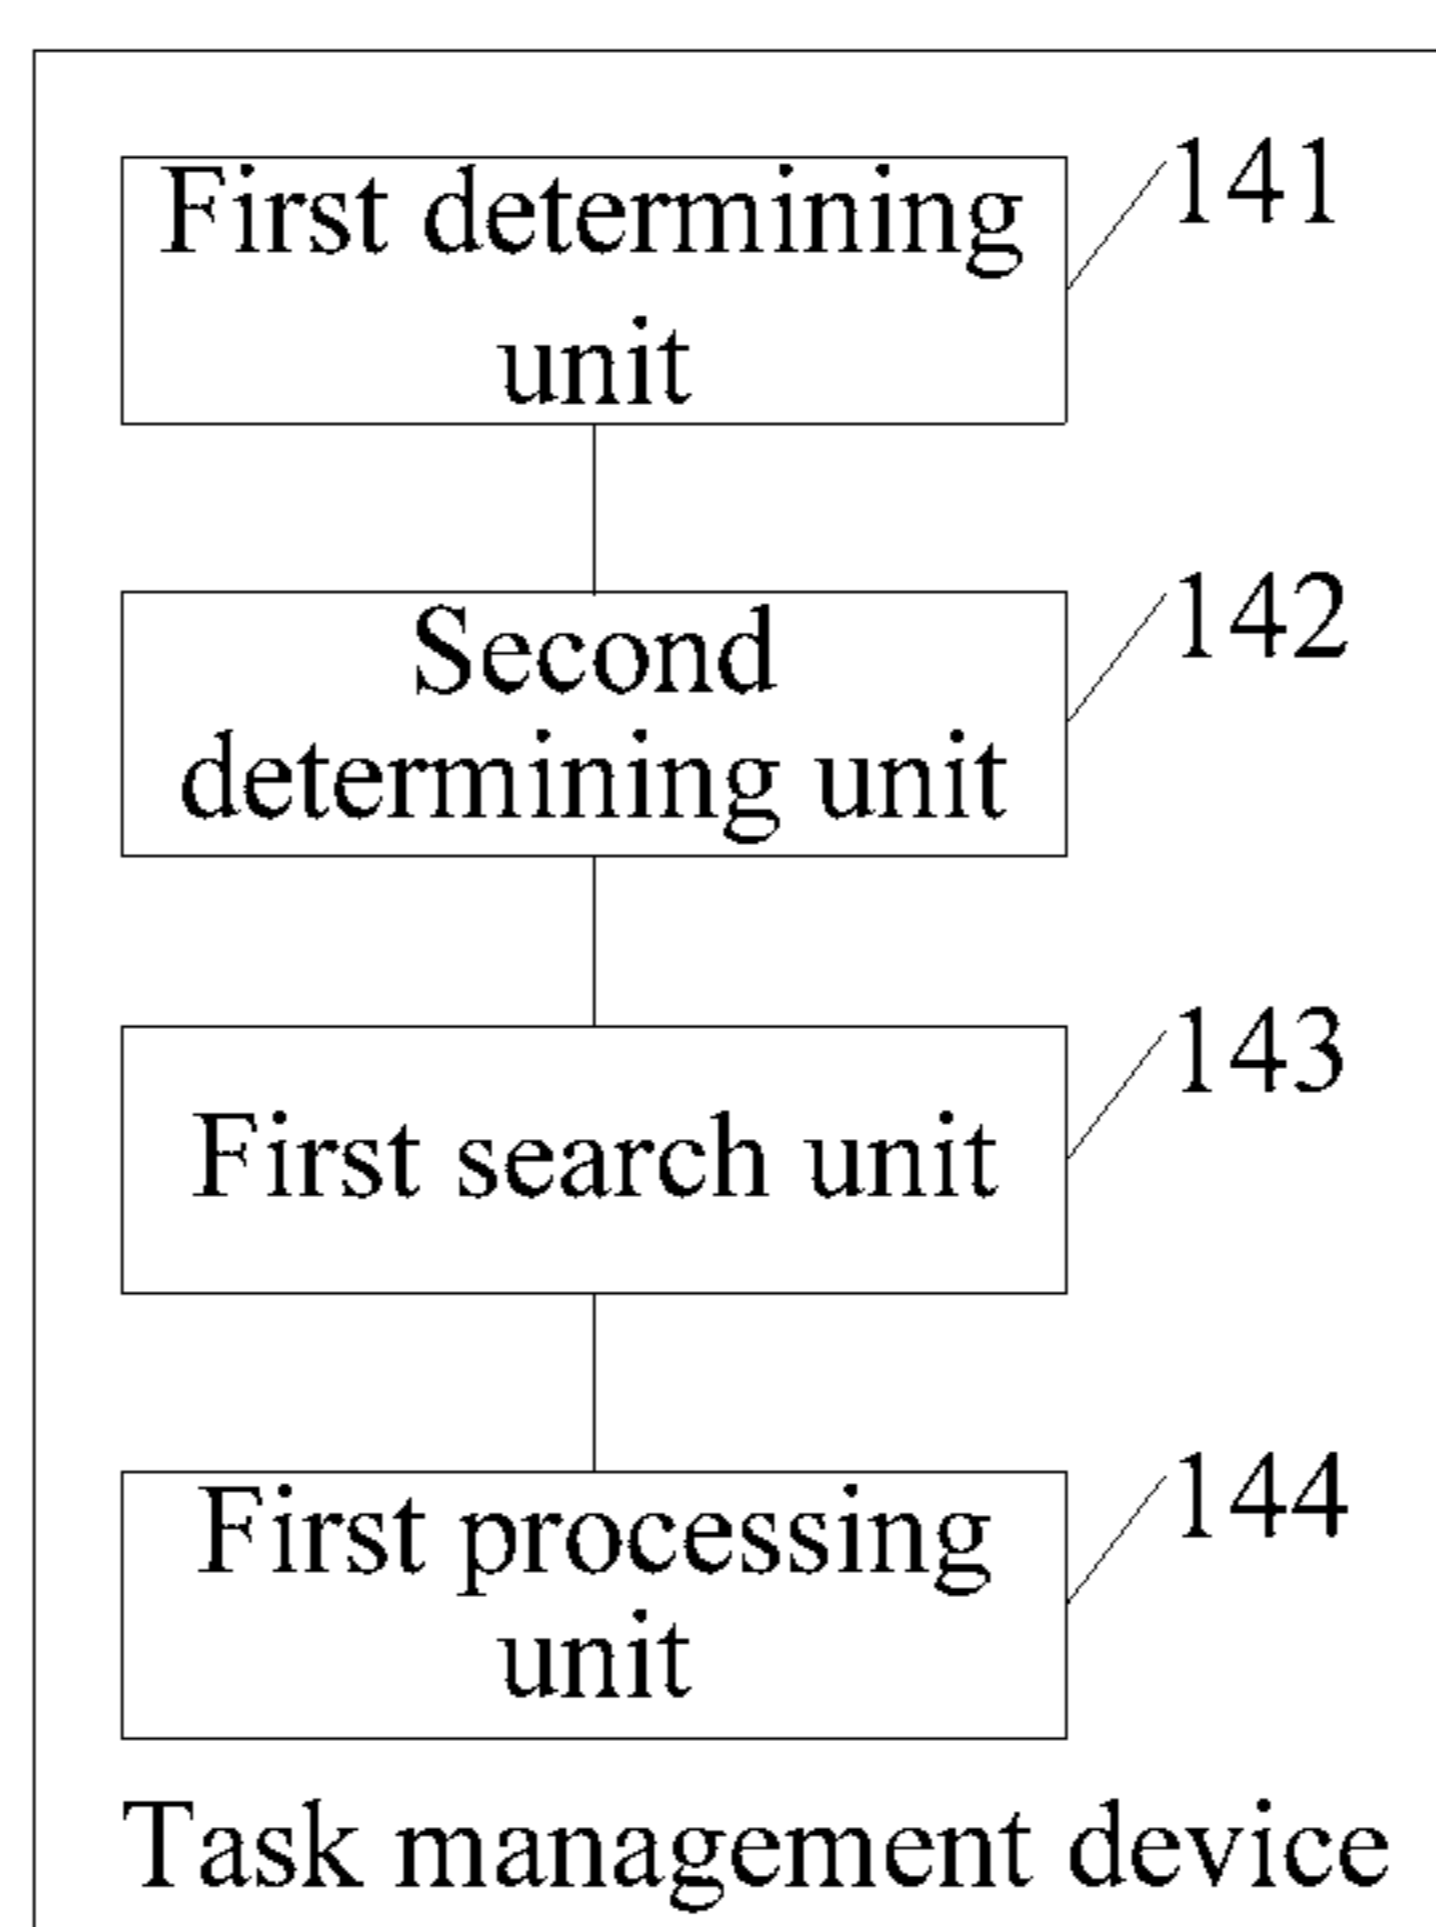 First determining
unit
141
Second
determining unit
142
First search unit
143
First processing
unit
144
Task management device